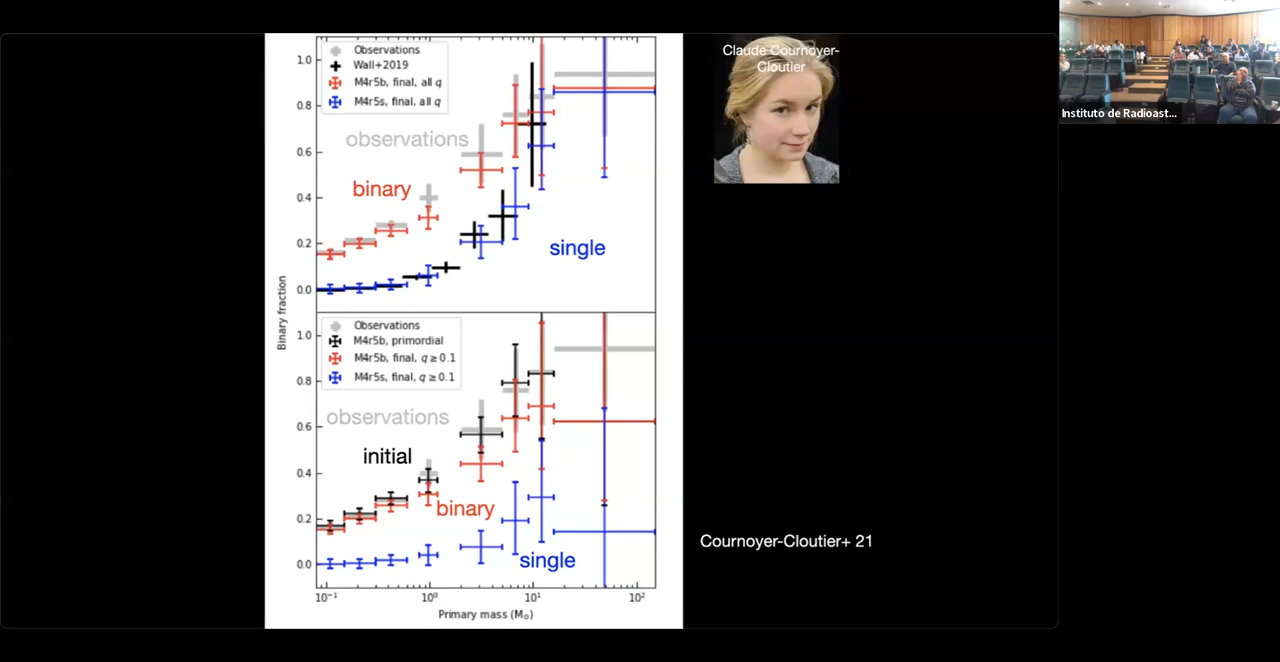 Observations
Wall+2019
M4r5b, final, all q
M4r5s, final, all q
observations
binary
single
1.0
0.8
0.6
0.4
0.2
0.0
Binary fraction
Observations
M4r5b, primordial
M4r5b, final, q ≥ 0.1
M4r5s, final, q ≥ 0.1
observations
initial
binary
single
1.0
0.8
0.6
0.4
0.2
0.0
10⁻¹
10⁰
10¹
10²
Primary mass (M⊙)
Claude Cournoyer-
Cloutier
Cournoyer-Cloutier+ 21
Instituto de Radioast...